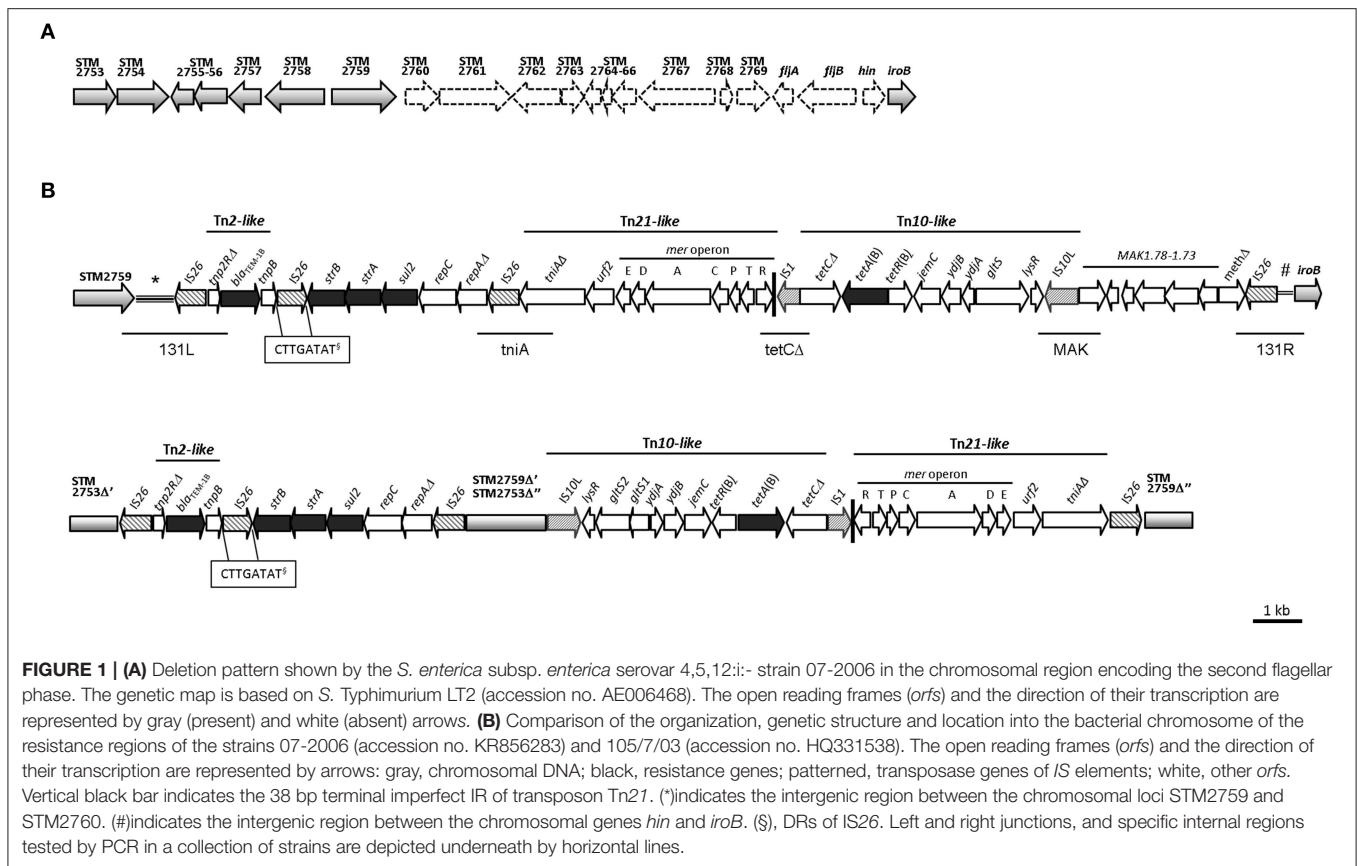 A
STM 2753 STM 2754 STM 2755-56 STM 2757 STM 2758 STM 2759 STM 2760 STM 2761 STM 2762 STM 2763 STM 2764-66 STM 2767 STM 2768 STM 2769 fljA fljB hin iroB
B
Tn2-like Tn21-like Tn10-like
mer operon MAK1.78-1.73
STM2759 * IS26 tnp2RΔ blaTEM-1B tnpB IS26 strB strA sul2 repC repAΔ IS26 tniAΔ urf2 E D A C P T R IS1 tetCΔ tetA(B) tetR(B) jemC ydjB ydjA gltS lysR IS10L methΔ IS26 # iroB
131L CTTGATAT§ tniA tetCΔ MAK 131R
Tn2-like Tn10-like Tn21-like
mer operon
STM 2753Δ' IS26 tnp2RΔ blaTEM-1B tnpB IS26 strB strA sul2 repC repAΔ IS26 STM2759Δ' STM2753Δ" IS10L lysR gltS2 gltS1 ydjA ydjB jemC tetR(B) tetA(B) tetCΔ IS1 R T P C A D E urf2 tniAΔ IS26 STM 2759Δ"
CTTGATAT§
1 kb
FIGURE 1 | (A) Deletion pattern shown by the S. enterica subsp. enterica serovar 4,5,12:i:- strain 07-2006 in the chromosomal region encoding the second flagellar
phase. The genetic map is based on S. Typhimurium LT2 (accession no. AE006468). The open reading frames (orfs) and the direction of their transcription are
represented by gray (present) and white (absent) arrows. (B) Comparison of the organization, genetic structure and location into the bacterial chromosome of the
resistance regions of the strains 07-2006 (accession no. KR856283) and 105/7/03 (accession no. HQ331538). The open reading frames (orfs) and the direction of
their transcription are represented by arrows: gray, chromosomal DNA; black, resistance genes; patterned, transposase genes of IS elements; white, other orfs.
Vertical black bar indicates the 38 bp terminal imperfect IR of transposon Tn21. (*)indicates the intergenic region between the chromosomal loci STM2759 and
STM2760. (#)indicates the intergenic region between the chromosomal genes hin and iroB. (§), DRs of IS26. Left and right junctions, and specific internal regions
tested by PCR in a collection of strains are depicted underneath by horizontal lines.